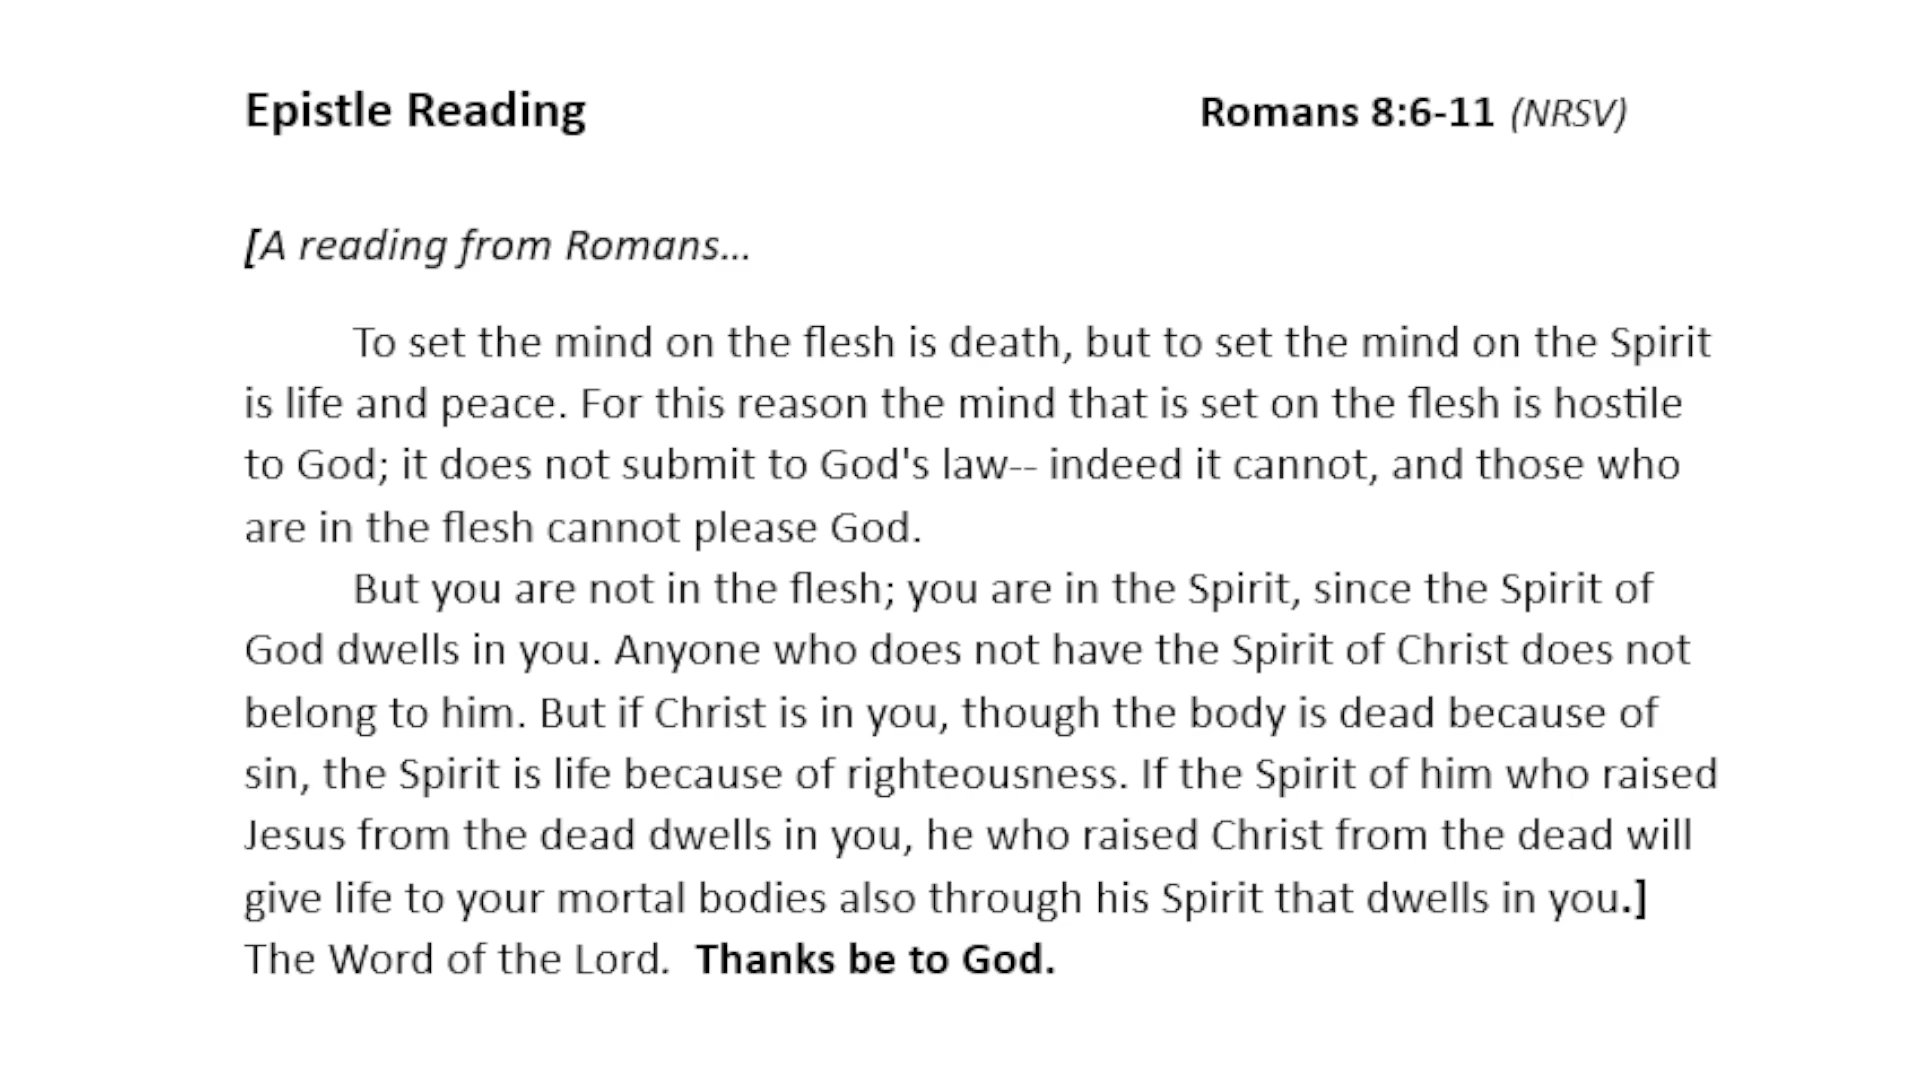 Epistle Reading Romans 8:6-11 (NRSV)
[A reading from Romans...
To set the mind on the flesh is death, but to set the mind on the Spirit
is life and peace. For this reason the mind that is set on the flesh is hostile
to God; it does not submit to God's law-- indeed it cannot, and those who
are in the flesh cannot please God.
But you are not in the flesh; you are in the Spirit, since the Spirit of
God dwells in you. Anyone who does not have the Spirit of Christ does not
belong to him. But if Christ is in you, though the body is dead because of
sin, the Spirit is life because of righteousness. If the Spirit of him who raised
Jesus from the dead dwells in you, he who raised Christ from the dead will
give life to your mortal bodies also through his Spirit that dwells in you.]
The Word of the Lord. Thanks be to God.